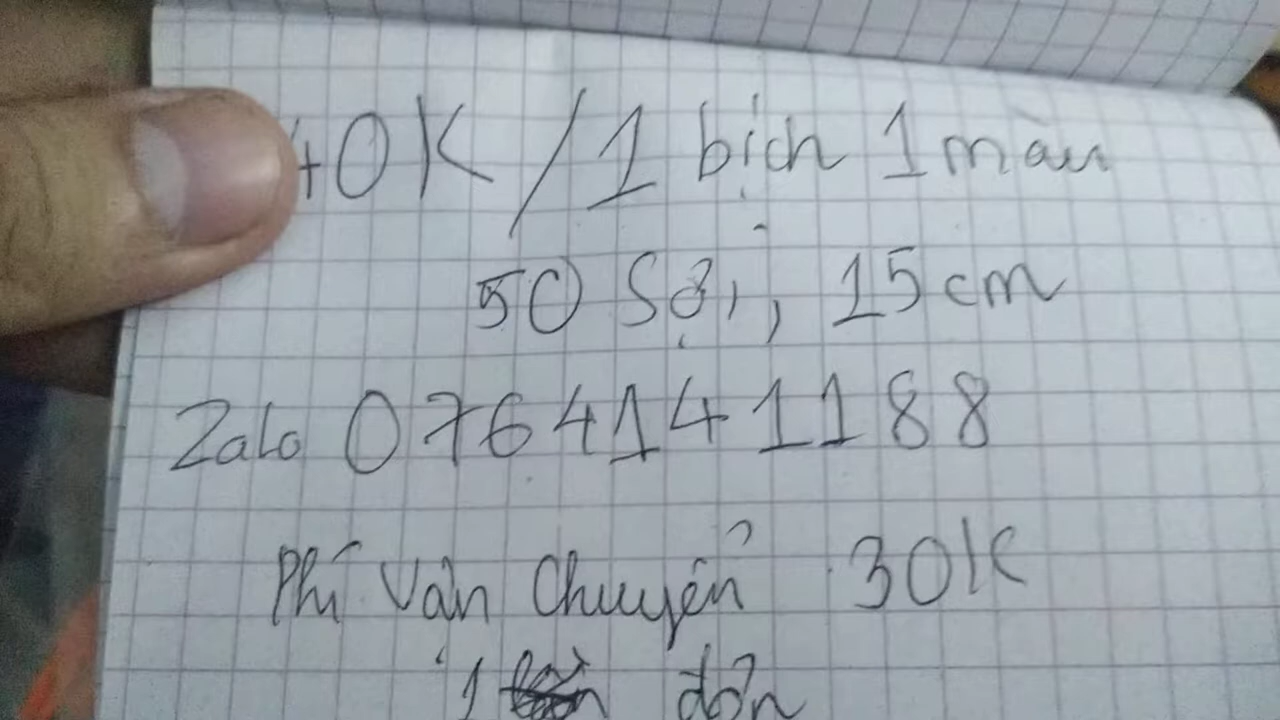 40K/1 bịch 1 màu
50 Sợi, 15cm
Zalo 0764141188
Phí Vận Chuyển 30K
1 đơn